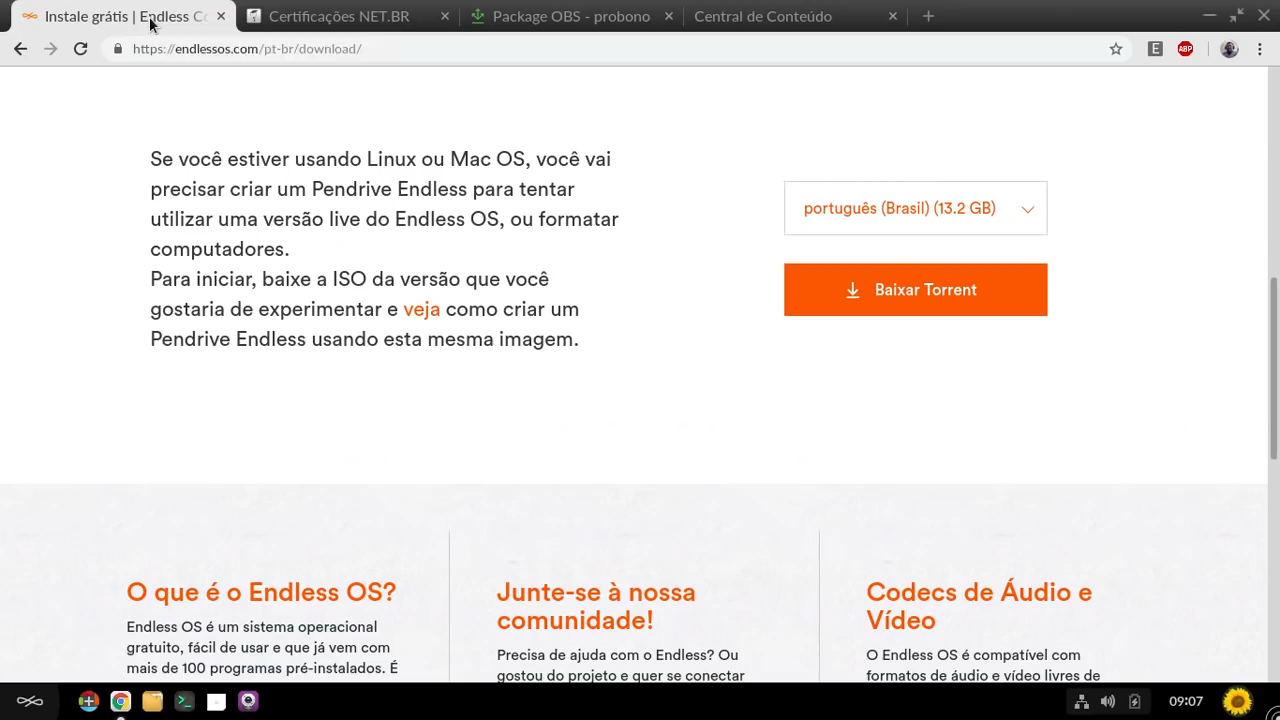 Instale grátis | Endless Co
Certificações NET.BR
Package OBS - probono
Central de Conteúdo
https://endlessos.com/pt-br/download/
E
ABP
Se você estiver usando Linux ou Mac OS, você vai
precisar criar um Pendrive Endless para tentar
utilizar uma versão live do Endless OS, ou formatar
computadores.
Para iniciar, baixe a ISO da versão que você
gostaria de experimentar e veja como criar um
Pendrive Endless usando esta mesma imagem.
português (Brasil) (13.2 GB)
Baixar Torrent
O que é o Endless OS?
Endless OS é um sistema operacional
gratuito, fácil de usar e que já vem com
mais de 100 programas pré-instalados. É
Junte-se à nossa
comunidade!
Precisa de ajuda com o Endless? Ou
gostou do projeto e quer se conectar
Codecs de Áudio e
Vídeo
O Endless OS é compatível com
formatos de áudio e vídeo livres de
09:07